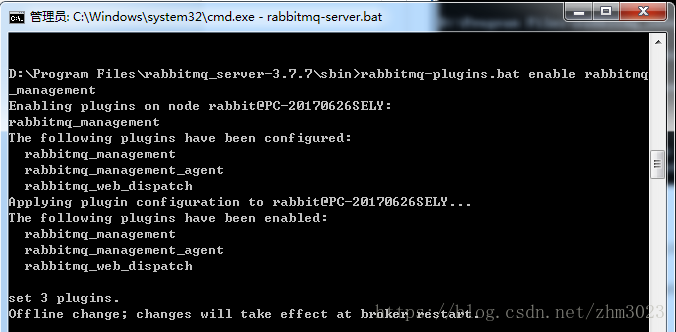 管理员: C:\Windows\system32\cmd.exe - rabbitmq-server.bat
D:\Program Files\rabbitmq_server-3.7.7\sbin>rabbitmq-plugins.bat enable rabbitmq
_management
Enabling plugins on node rabbit@PC-20170626SELY:
rabbitmq_management
The following plugins have been configured:
  rabbitmq_management
  rabbitmq_management_agent
  rabbitmq_web_dispatch
Applying plugin configuration to rabbit@PC-20170626SELY...
The following plugins have been enabled:
  rabbitmq_management
  rabbitmq_management_agent
  rabbitmq_web_dispatch
set 3 plugins.
Offline change; changes will take effect at broker restart.
https://blog.csdn.net/zhm3023